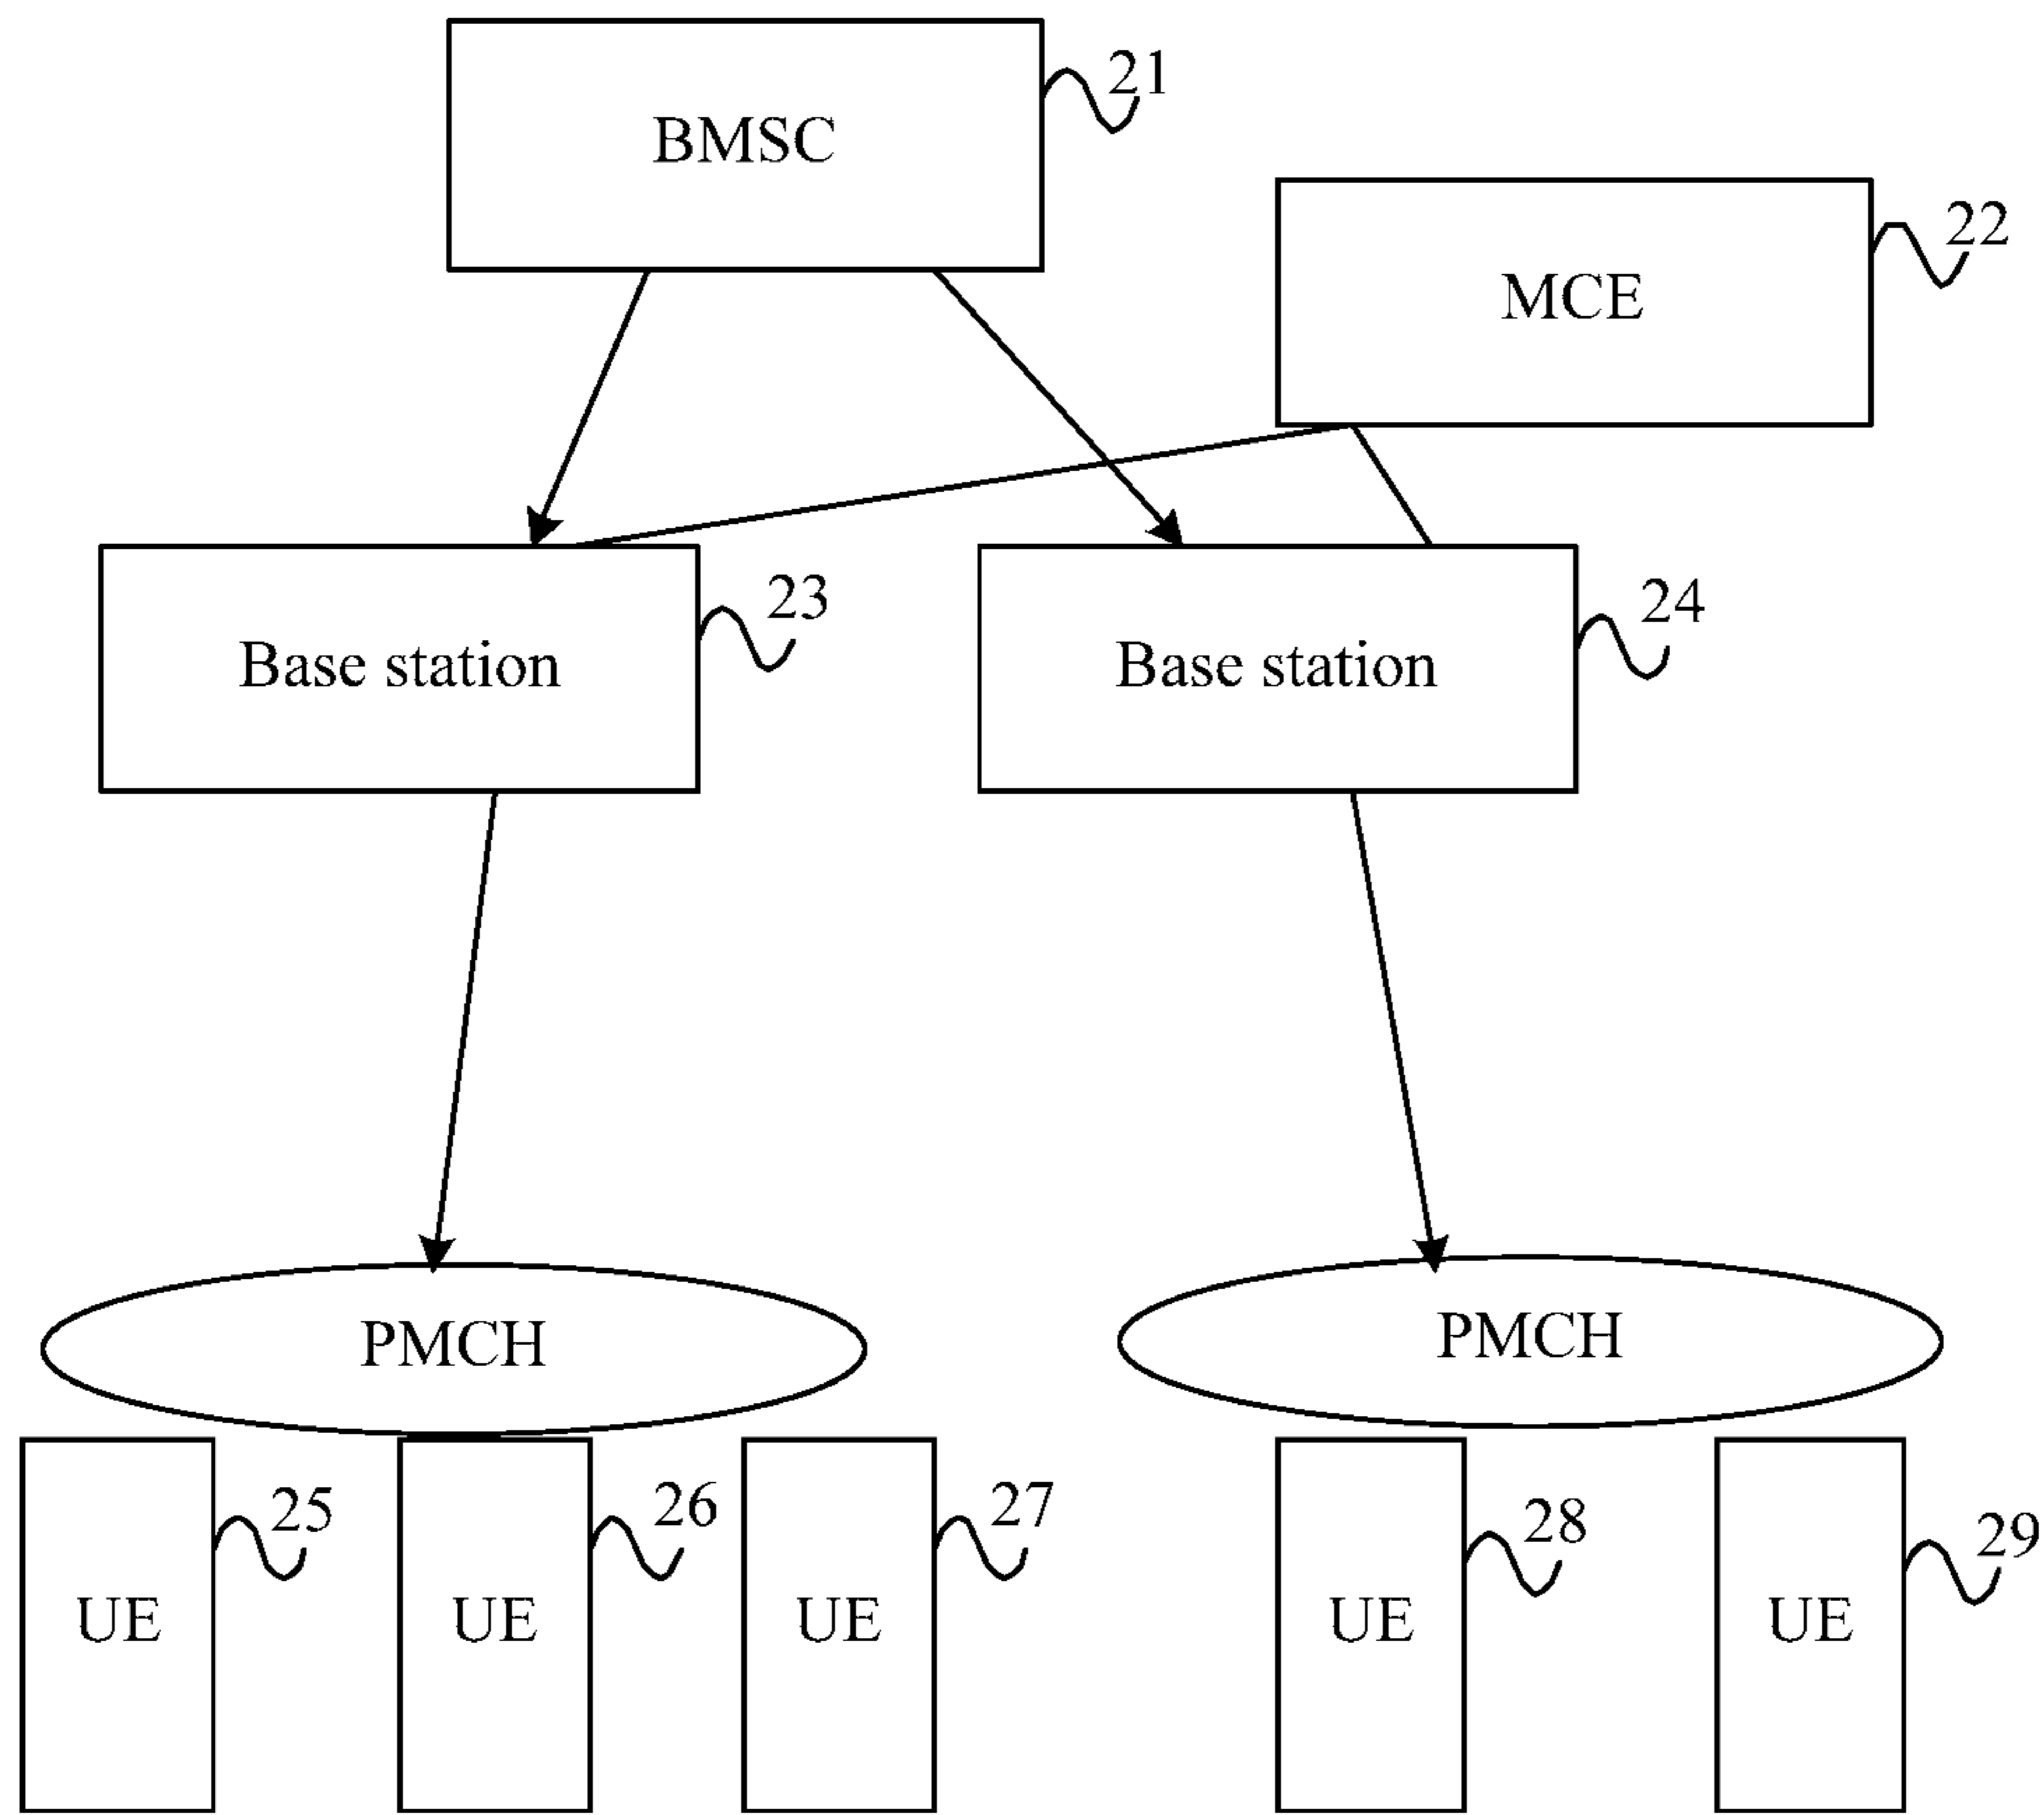 21
BMSC
22
MCE
23
Base station
24
Base station
PMCH
PMCH
25
26
27
28
29
UE
UE
UE
UE
UE